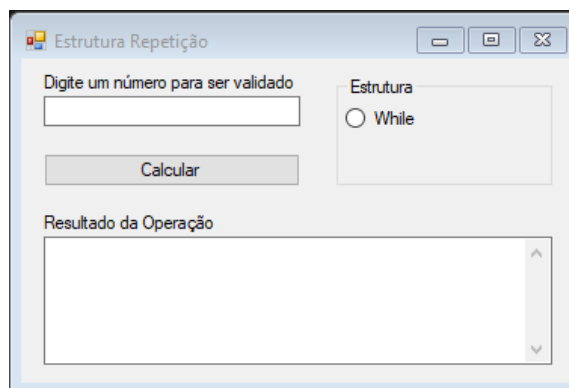 Estrutura Repetição
Digite um número para ser validado
Estrutura
While
Calcular
Resultado da Operação